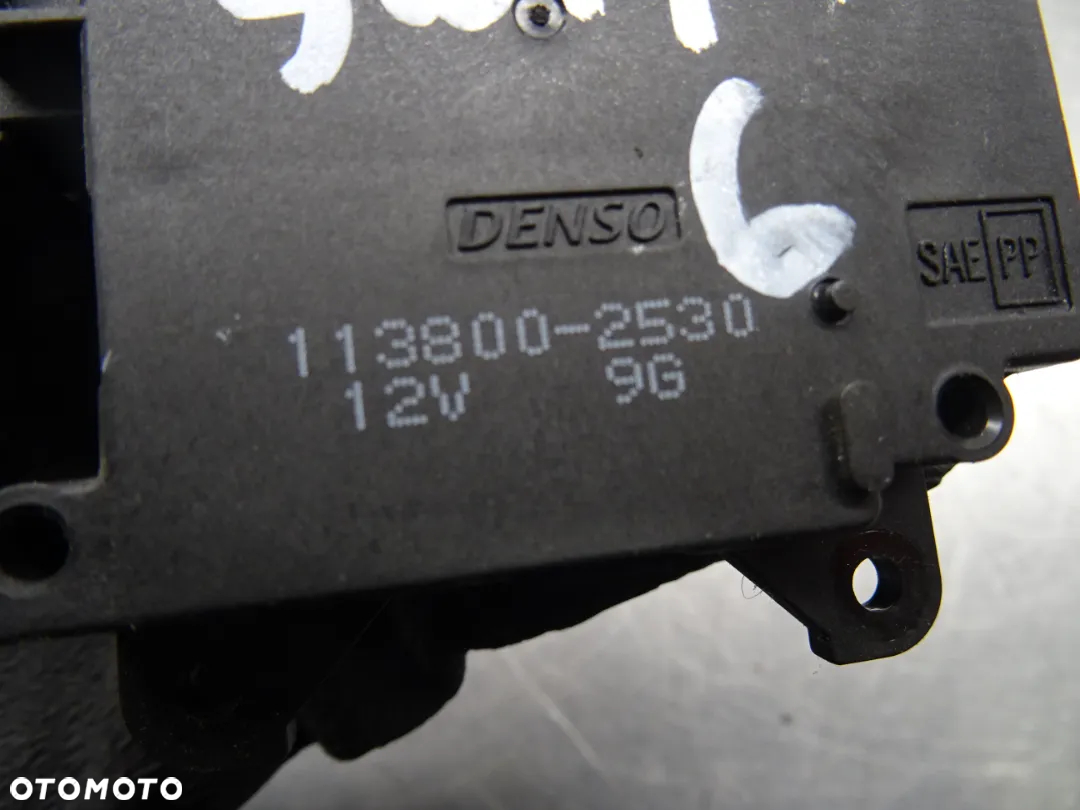 6
DENSO
SAE PP
113800-2530
12V 9G
OTOMOTO